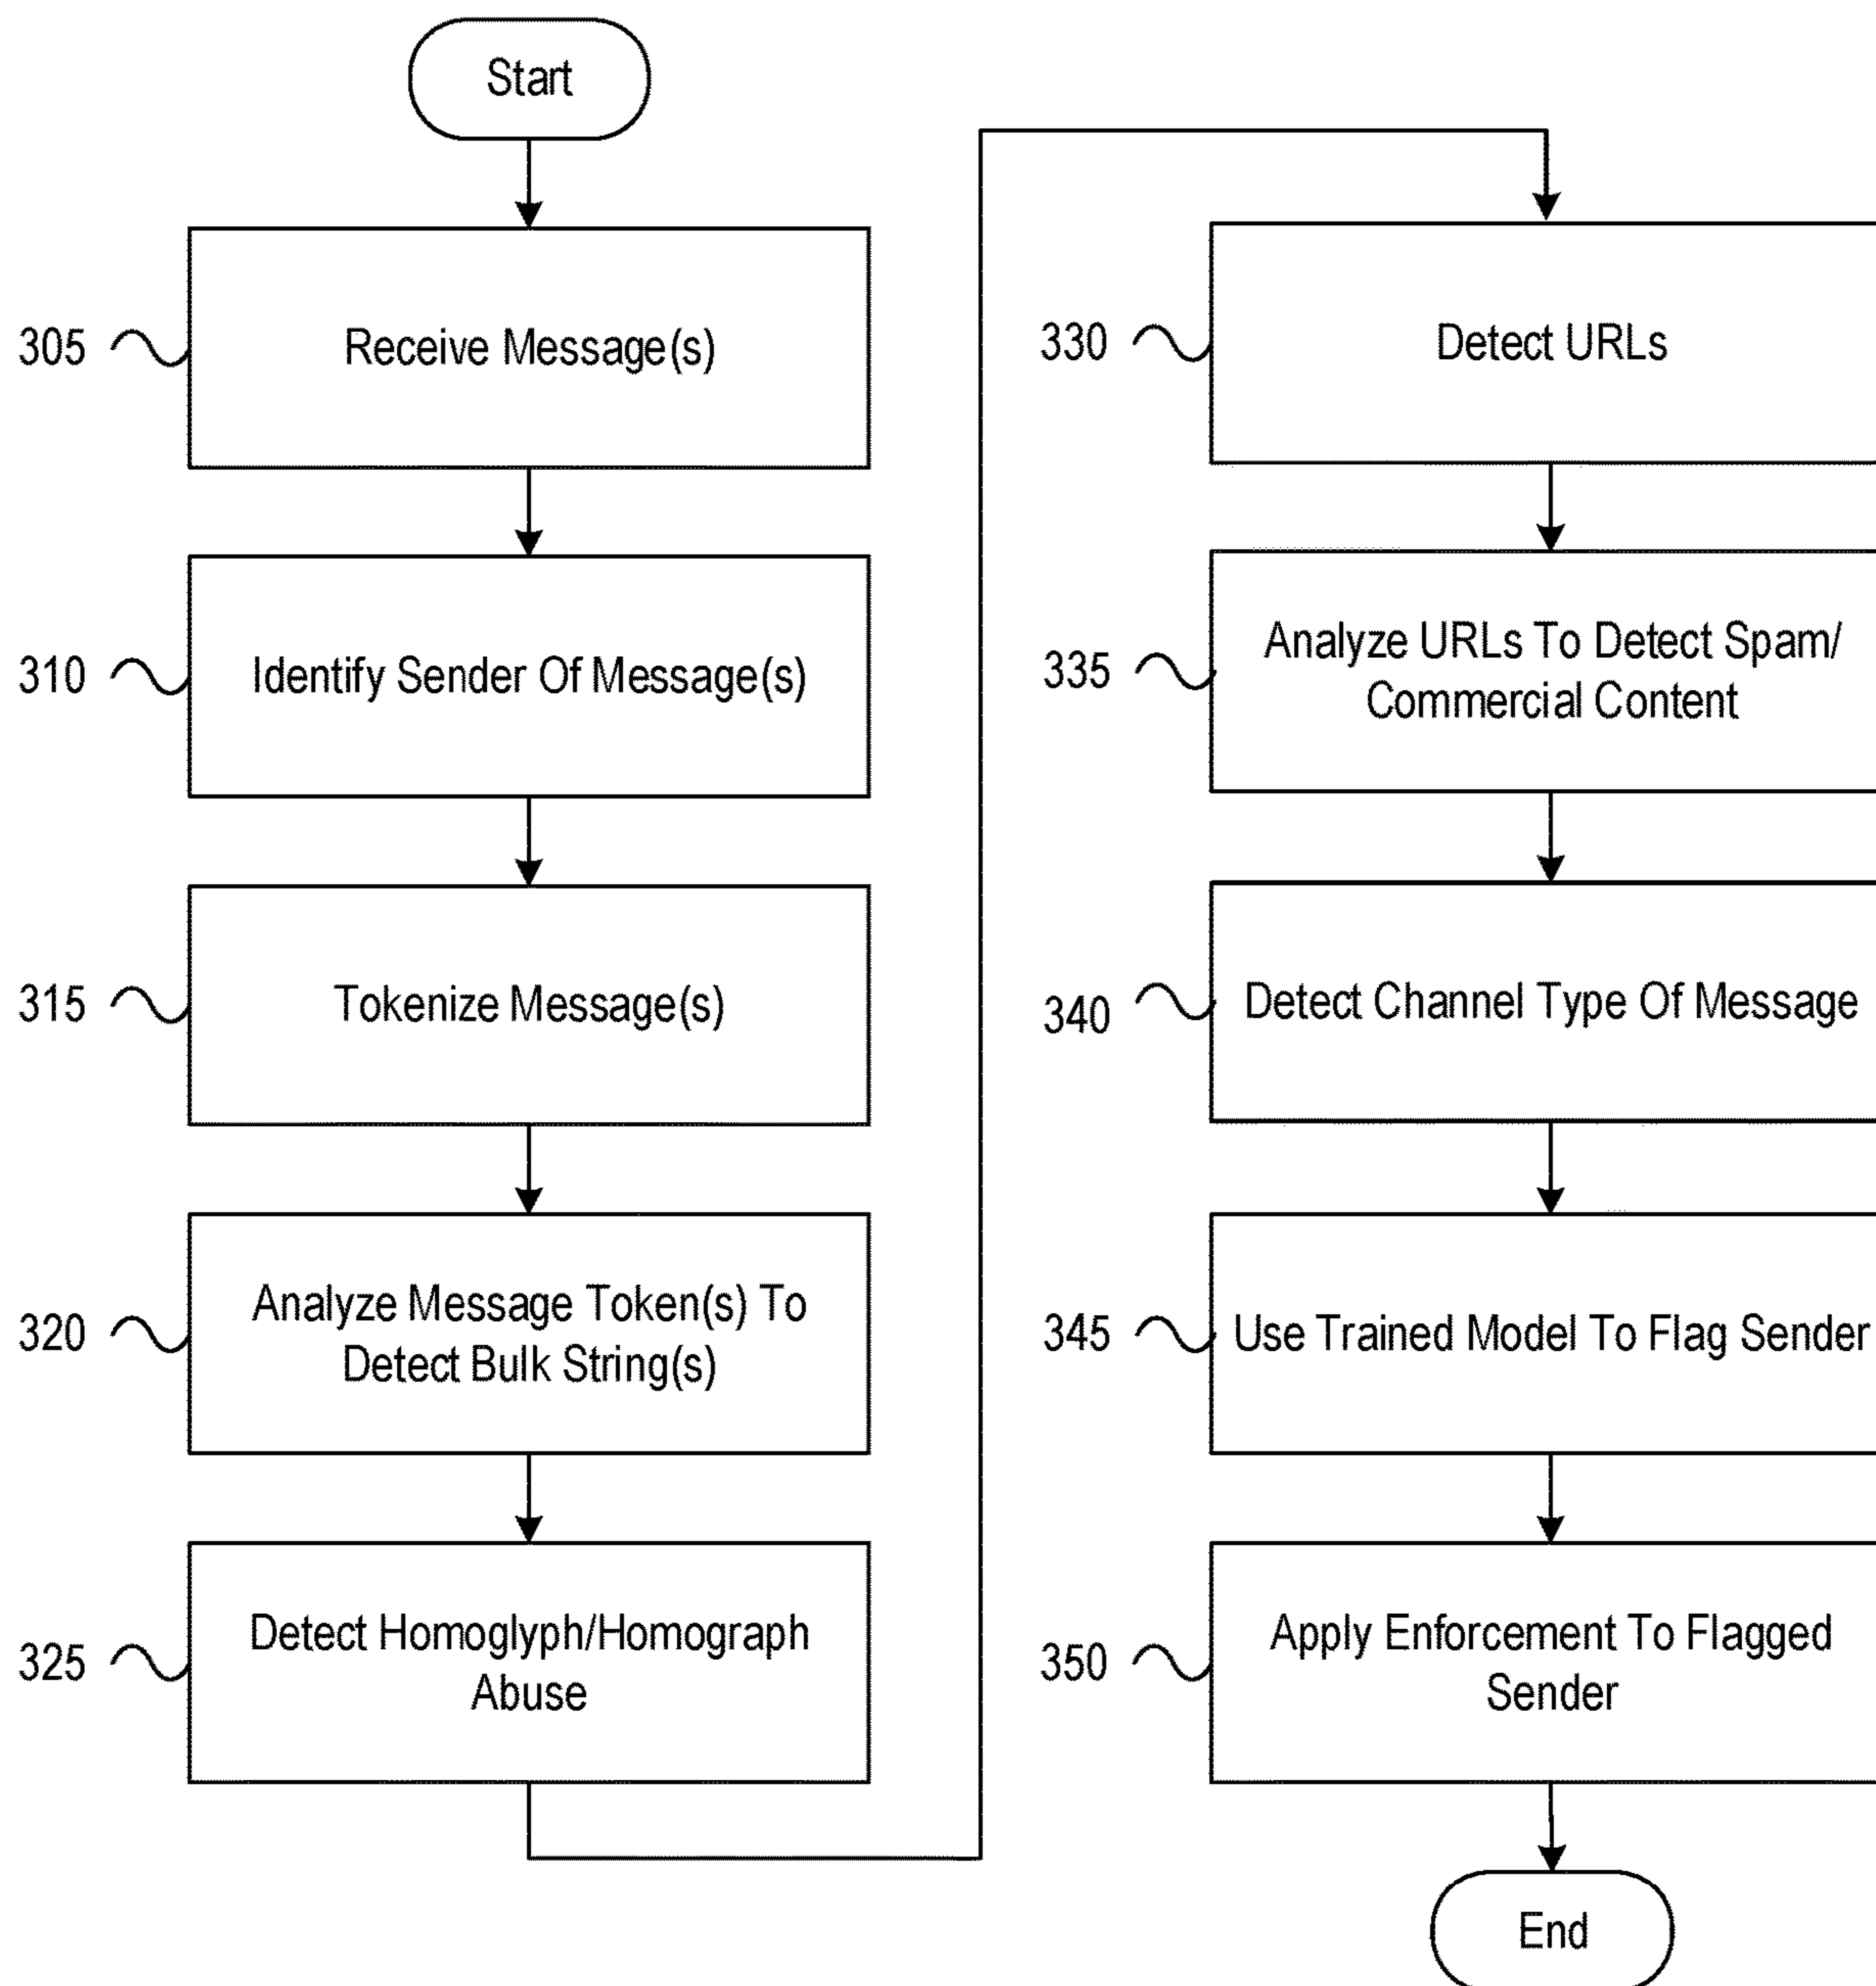 Start
305
Receive Message(s)
310
Identify Sender Of Message(s)
315
Tokenize Message(s)
320
Analyze Message Token(s) To
Detect Bulk String(s)
325
Detect Homoglyph/Homograph
Abuse
330
Detect URLs
335
Analyze URLs To Detect Spam/
Commercial Content
340
Detect Channel Type Of Message
345
Use Trained Model To Flag Sender
350
Apply Enforcement To Flagged
Sender
End